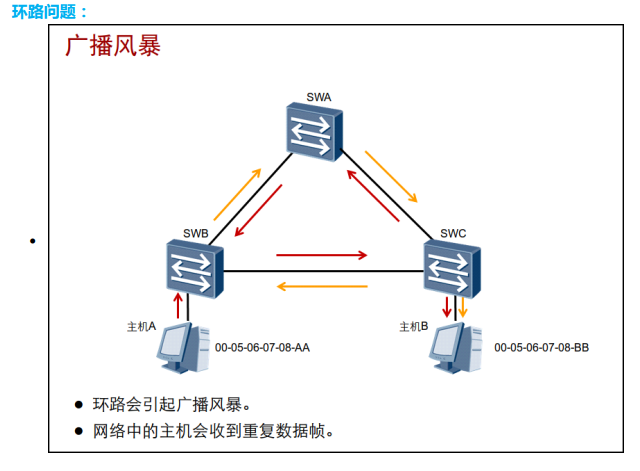 环路问题：
广播风暴
SWA
SWB
SWC
主机A
00-05-06-07-08-AA
主机B
00-05-06-07-08-BB
● 环路会引起广播风暴。
● 网络中的主机会收到重复数据帧。